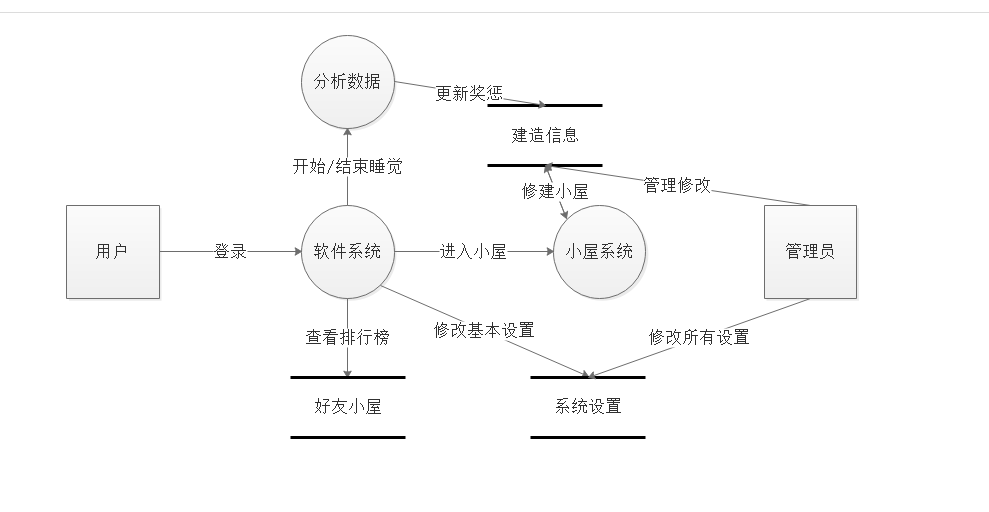 分析数据
更新奖惩
建造信息
开始/结束睡觉
修建小屋
管理修改
用户
登录
软件系统
进入小屋
小屋系统
管理员
查看排行榜
修改基本设置
修改所有设置
好友小屋
系统设置